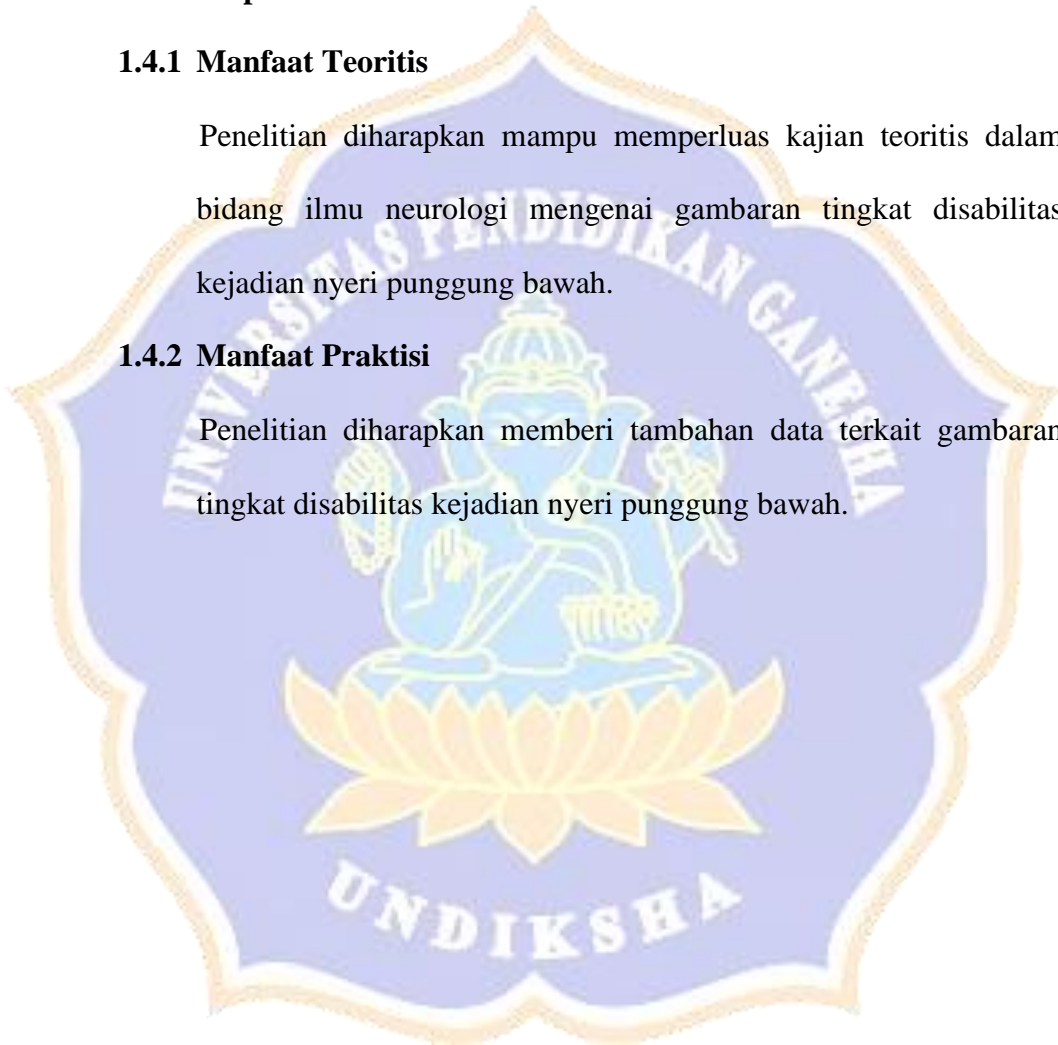 1.4.1 Manfaat Teoritis
Penelitian diharapkan mampu memperluas kajian teoritis dalam
bidang ilmu neurologi mengenai gambaran tingkat disabilitas
kejadian nyeri punggung bawah.
1.4.2 Manfaat Praktisi
Penelitian diharapkan memberi tambahan data terkait gambaran
tingkat disabilitas kejadian nyeri punggung bawah.
UNIVERSITAS PENDIDIKAN GANESHA
UNDIKSHA